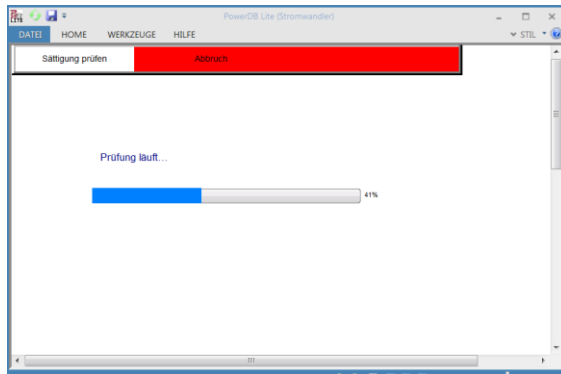 PowerDB Lite (Stromwandler)
DATEI HOME WERKZEUGE HILFE STIL
Sättigung prüfen Abbruch
Prüfung läuft...
41%